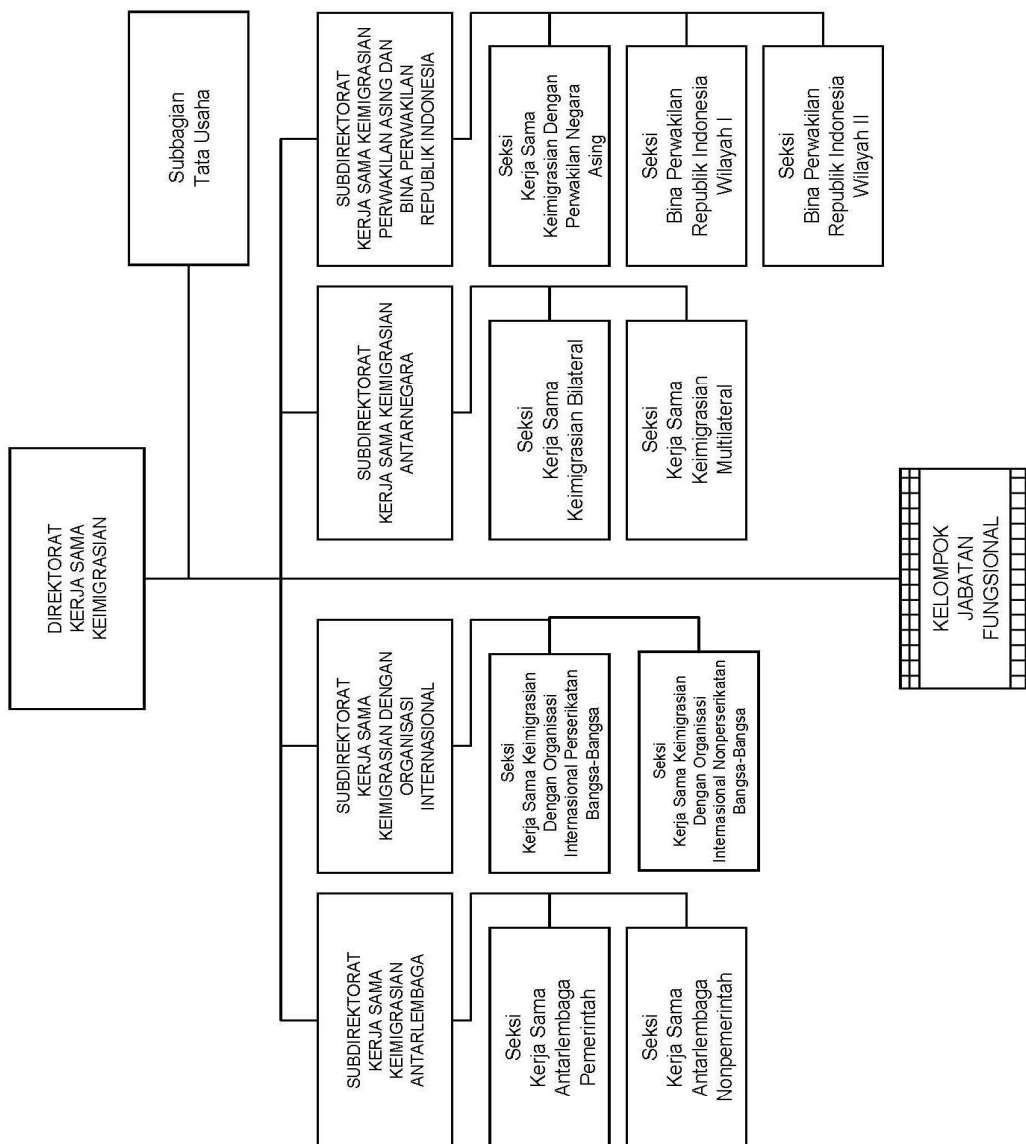 DIREKTORAT
KERJA SAMA
KEIMIGRASIAN
Subbagian
Tata Usaha
SUBDIREKTORAT
KERJA SAMA
KEIMIGRASIAN
ANTARLEMBAGA
SUBDIREKTORAT
KERJA SAMA
KEIMIGRASIAN DENGAN
ORGANISASI
INTERNASIONAL
SUBDIREKTORAT
KERJA SAMA KEIMIGRASIAN
ANTARNEGARA
SUBDIREKTORAT
KERJA SAMA KEIMIGRASIAN
PERWAKILAN ASING DAN
BINA PERWAKILAN
REPUBLIK INDONESIA
Seksi
Kerja Sama
Antarlembaga
Pemerintah
Seksi
Kerja Sama
Antarlembaga
Nonpemerintah
Seksi
Kerja Sama Keimigrasian
Dengan Organisasi
Internasional Perserikatan
Bangsa-Bangsa
Seksi
Kerja Sama Keimigrasian
Dengan Organisasi
Internasional Nonperserikatan
Bangsa-Bangsa
Seksi
Kerja Sama
Keimigrasian Bilateral
Seksi
Kerja Sama
Keimigrasian
Multilateral
Seksi
Kerja Sama
Keimigrasian Dengan
Perwakilan Negara
Asing
Seksi
Bina Perwakilan
Republik Indonesia
Wilayah I
Seksi
Bina Perwakilan
Republik Indonesia
Wilayah II
KELOMPOK
JABATAN
FUNGSIONAL